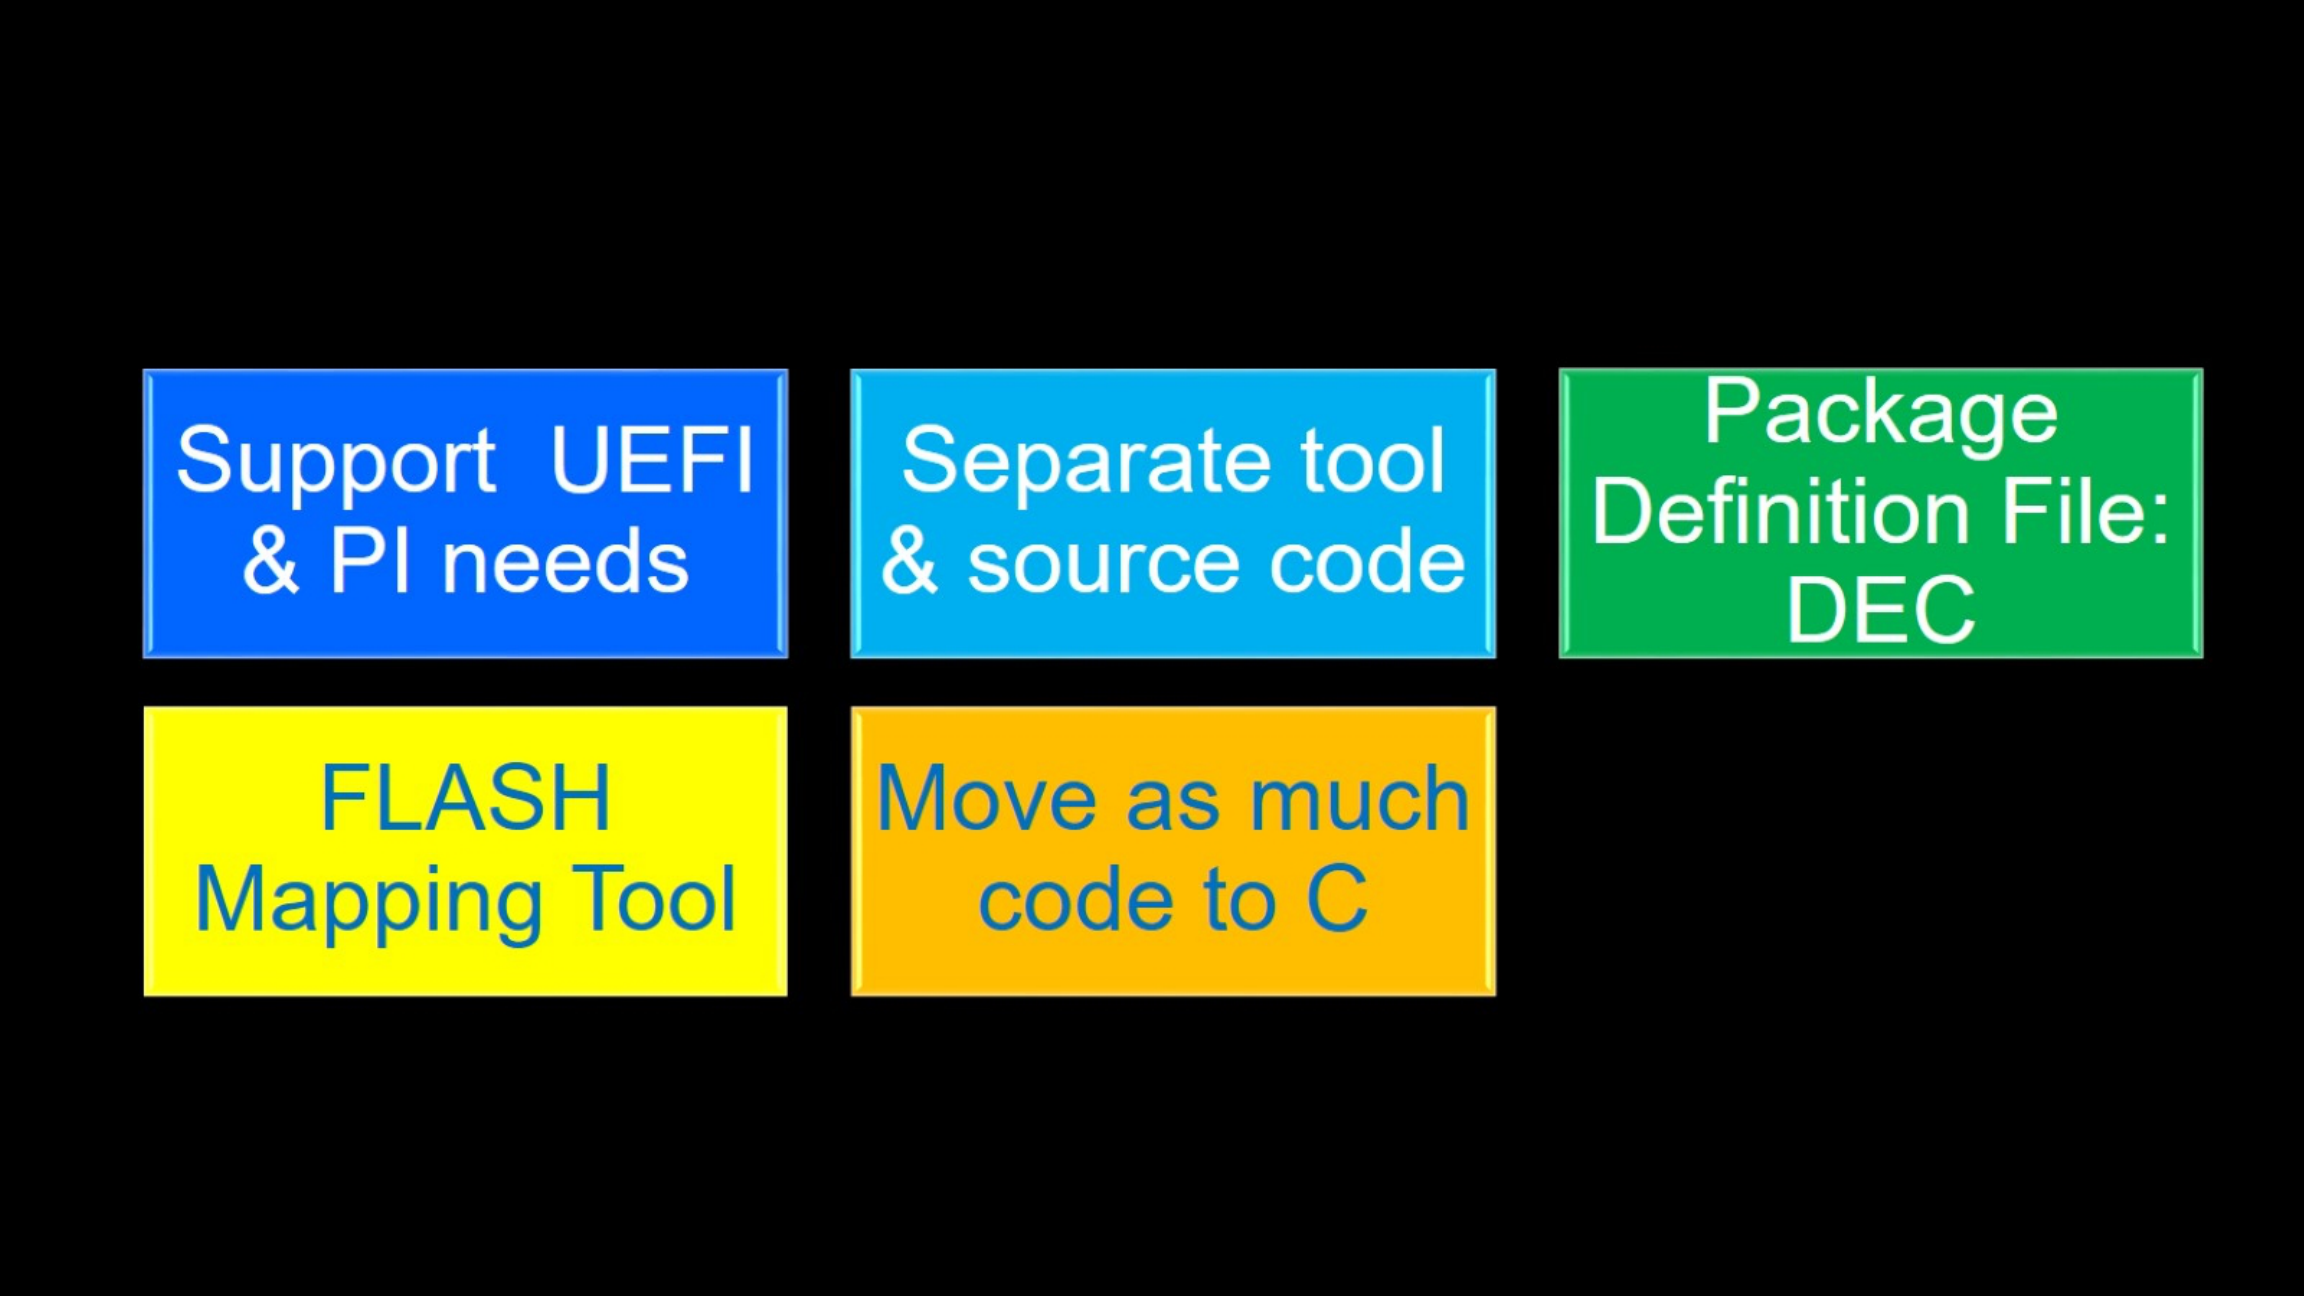 Support  UEFI
& PI needs
Separate tool
& source code
Package
Definition File:
DEC
FLASH
Mapping Tool
Move as much
code to C